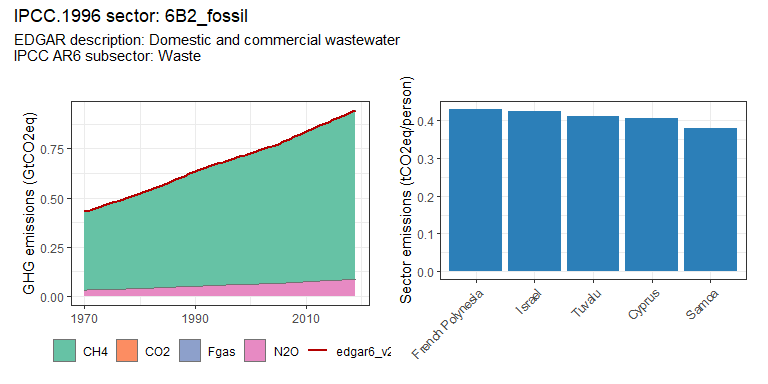 IPCC.1996 sector: 6B2_fossil
EDGAR description: Domestic and commercial wastewater
IPCC AR6 subsector: Waste
GHG emissions (GtCO2eq)
0.75
0.50
0.25
0.00
1970
1990
2010
CH4
CO2
Fgas
N2O
edgar6_v2
Sector emissions (tCO2eq/person)
0.4
0.3
0.2
0.1
0.0
French Polynesia
Israel
Tuvalu
Cyprus
Samoa